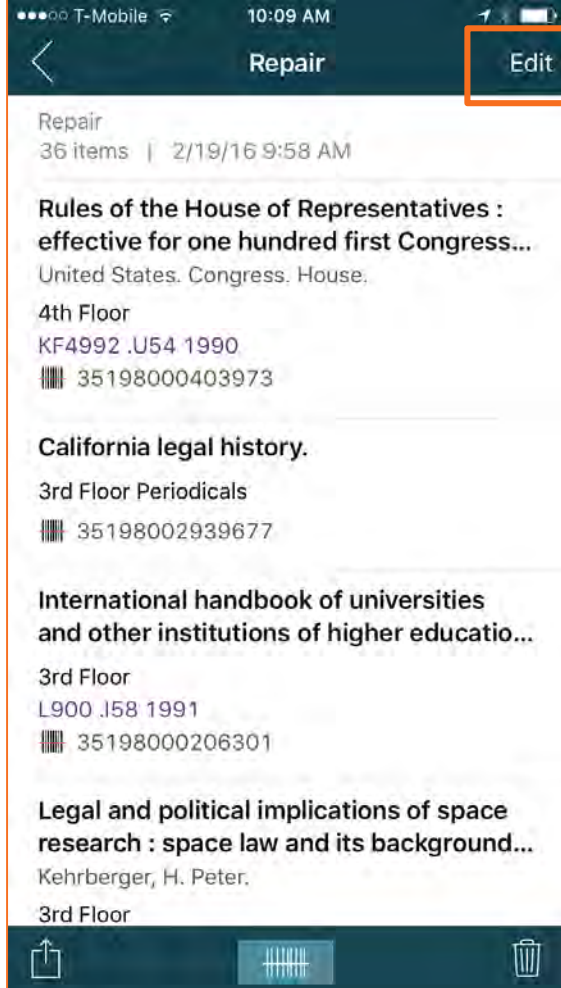 T-Mobile 10:09 AM
Repair Edit
Repair
36 items | 2/19/16 9:58 AM
Rules of the House of Representatives :
effective for one hundred first Congress...
United States. Congress. House.
4th Floor
KF4992 .U54 1990
35198000403973
California legal history.
3rd Floor Periodicals
35198002939677
International handbook of universities
and other institutions of higher educatio...
3rd Floor
L900 .I58 1991
35198000206301
Legal and political implications of space
research : space law and its background...
Kehrberger, H. Peter.
3rd Floor